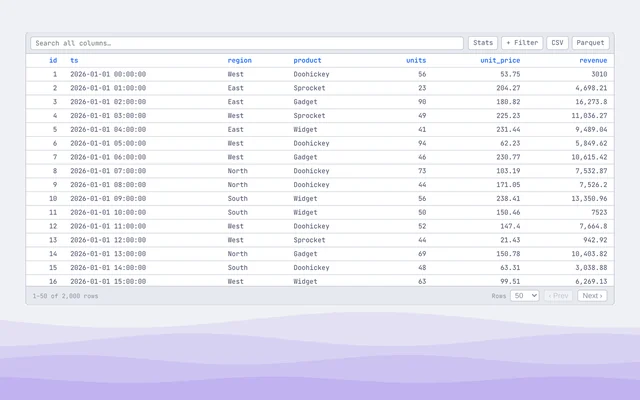 Search all columns… Stats + Filter CSV Parquet
id ts region product units unit_price revenue
1 2026-01-01 00:00:00 West Doohickey 56 53.75 3010
2 2026-01-01 01:00:00 East Sprocket 23 204.27 4,698.21
3 2026-01-01 02:00:00 East Gadget 90 180.82 16,273.8
4 2026-01-01 03:00:00 West Sprocket 49 225.23 11,036.27
5 2026-01-01 04:00:00 East Widget 41 231.44 9,489.04
6 2026-01-01 05:00:00 West Doohickey 94 62.23 5,849.62
7 2026-01-01 06:00:00 West Gadget 46 230.77 10,615.42
8 2026-01-01 07:00:00 North Doohickey 73 103.19 7,532.87
9 2026-01-01 08:00:00 North Doohickey 44 171.05 7,526.2
10 2026-01-01 09:00:00 South Widget 56 238.41 13,350.96
11 2026-01-01 10:00:00 South Widget 50 150.46 7523
12 2026-01-01 11:00:00 West Doohickey 52 147.4 7,664.8
13 2026-01-01 12:00:00 West Sprocket 44 21.43 942.92
14 2026-01-01 13:00:00 North Gadget 69 150.78 10,403.82
15 2026-01-01 14:00:00 South Doohickey 48 63.31 3,038.88
16 2026-01-01 15:00:00 West Widget 63 99.51 6,269.13
1–50 of 2,000 rows Rows 50 ‹ Prev Next ›